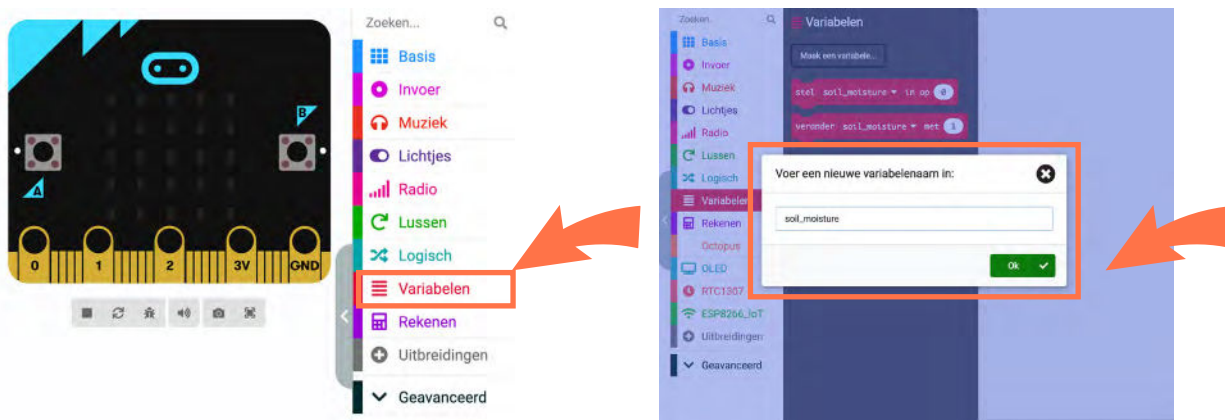 B
A
0
1
2
3V
GND
Zoeken...
Basis
Invoer
Muziek
Lichtjes
Radio
Lussen
Logisch
Variabelen
Rekenen
Uitbreidingen
Geavanceerd
Zoeken...
Basis
Invoer
Muziek
Lichtjes
Radio
Lussen
Logisch
Variabelen
Rekenen
Octopus
OLED
RTC1307
ESP8266_IoT
Uitbreidingen
Geavanceerd
Variabelen
Maak een variabele...
stel soil_moisture in op 0
verander soil_moisture met 1
Voer een nieuwe variabelenaam in:
soil_moisture
Ok